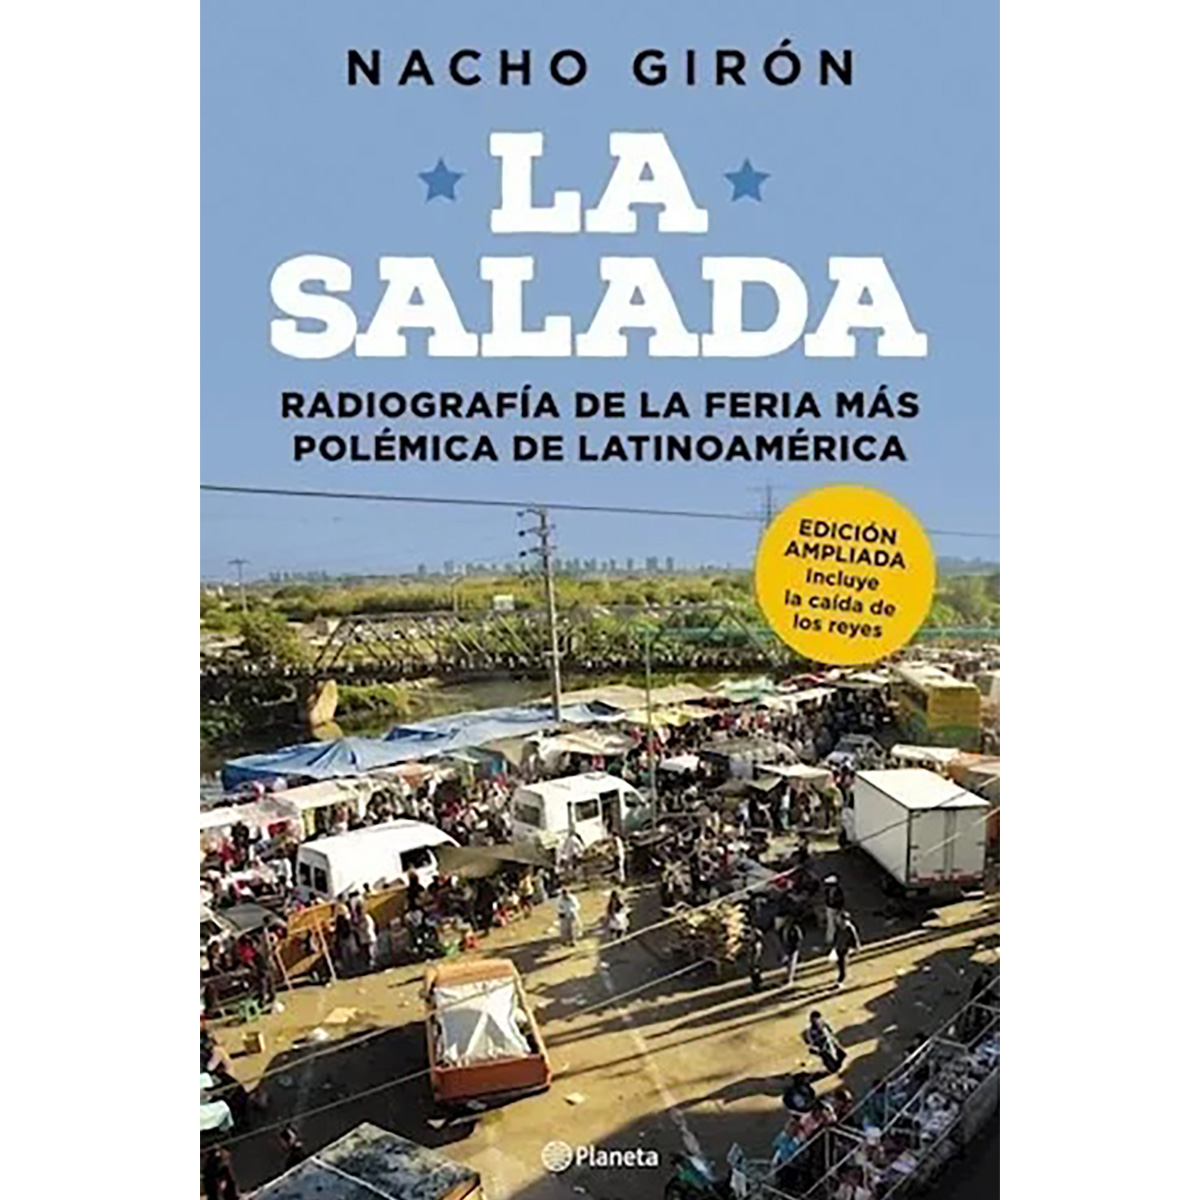 NACHO GIRÓN
LA
SALADA
RADIOGRAFÍA DE LA FERIA MÁS
POLÉMICA DE LATINOAMÉRICA
EDICIÓN
AMPLIADA
incluye
la caída de
los reyes
Planeta